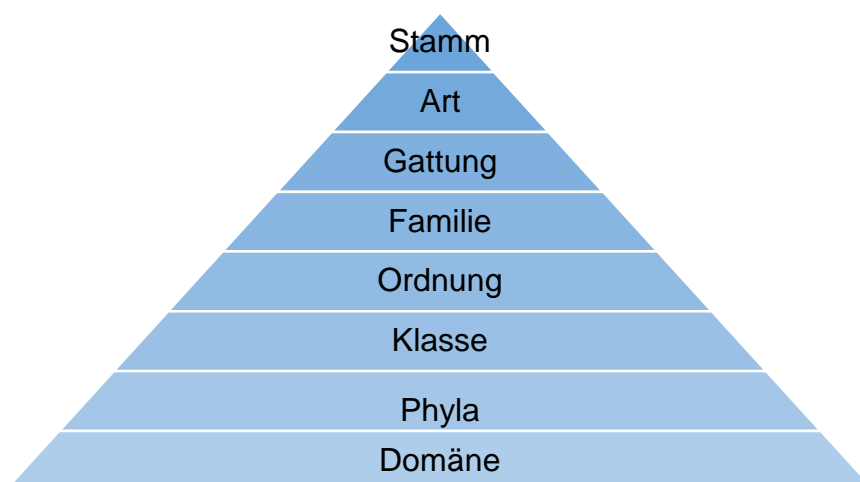 Stamm
Art
Gattung
Familie
Ordnung
Klasse
Phyla
Domäne